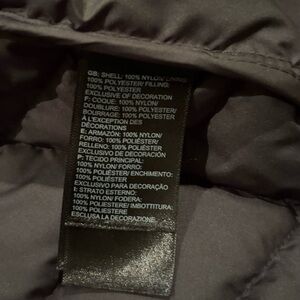 GB: SHELL: 100% NYLON/ LINING:
100% POLYESTER/ FILLING:
100% POLYESTER
EXCLUSIVE OF DECORATION
F: COQUE: 100% NYLON/
DOUBLURE: 100% POLYESTER/
BOURRAGE: 100% POLYESTER
A L'EXCEPTION DES
DÉCORATIONS
E: ARMAZÓN: 100% NYLON/
FORRO: 100% POLIÉSTER/
RELLENO: 100% POLIÉSTER
EXCLUSIVO DE DECORACIÓN
P: TECIDO PRINCIPAL:
100% NYLON/ FORRO:
100% POLIÉSTER/ ENCHIMENTO:
100% POLIÉSTER
EXCLUSIVO PARA DECORAÇÃO
I: STRATO ESTERNO:
100% NYLON/ FODERA:
100% POLIESTERE/ IMBOTTITURA:
100% POLIESTERE
ESCLUSA LA DECORAZIONE